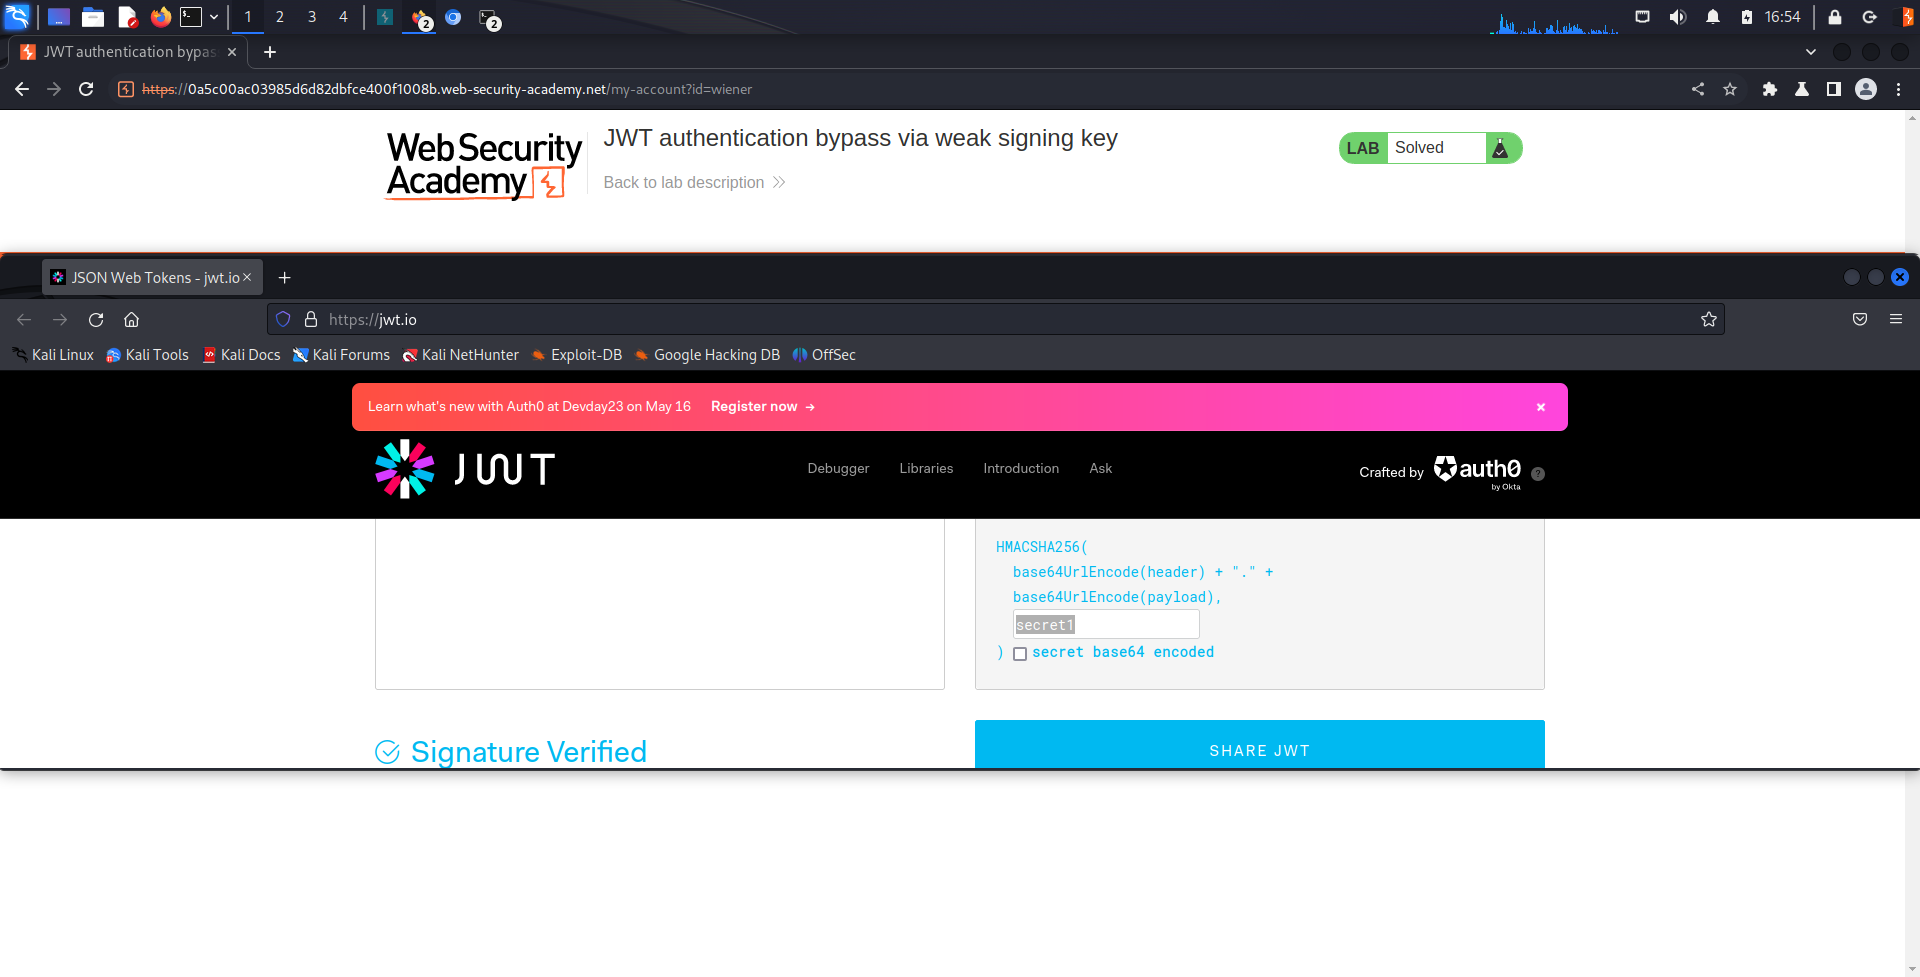 1 2 3 4 2 2 16:54
JWT authentication bypas
https://0a5c00ac03985d6d82dbfce400f1008b.web-security-academy.net/my-account?id=wiener
Web Security
Academy
JWT authentication bypass via weak signing key
Back to lab description
LAB Solved
JSON Web Tokens - jwt.io
https://jwt.io
Kali Linux Kali Tools Kali Docs Kali Forums Kali NetHunter Exploit-DB Google Hacking DB OffSec
Learn what's new with Auth0 at Devday23 on May 16 Register now →
JWT
Debugger Libraries Introduction Ask
Crafted by auth0 ?
by Okta
HMACSHA256(
base64UrlEncode(header) + "." +
base64UrlEncode(payload),
secret1
) secret base64 encoded
Signature Verified
SHARE JWT